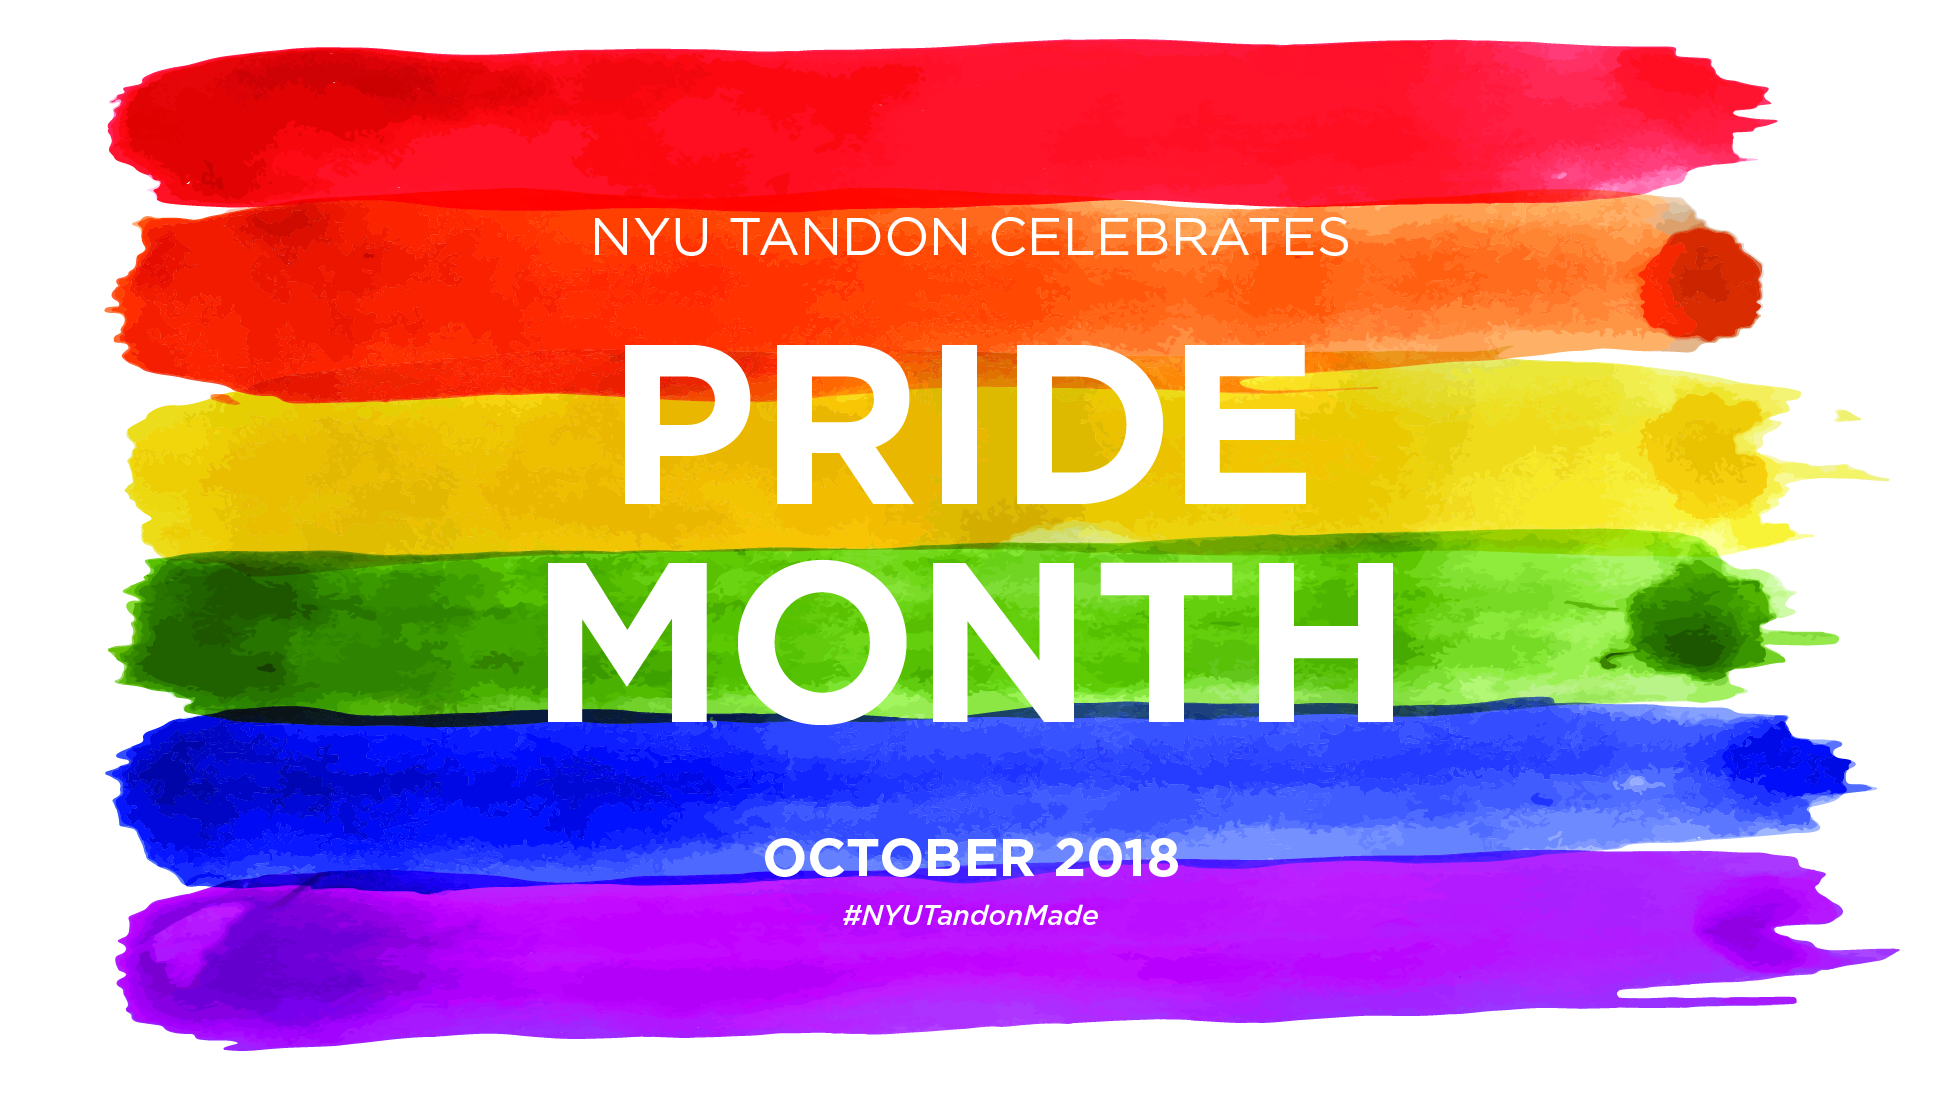 NYU TANDON CELEBRATES
PRIDE
MONTH
OCTOBER 2018
#NYUTandonMade